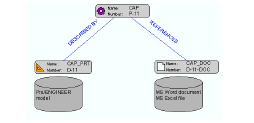 Name: CAP
Number: P-11
DESCRIBED BY
REFERENCES
Name: CAP_PRT
Number: D-11
Name: CAP_DOC
Number: D-11-DOC
Pro/ENGINEER
model
MS Word document
MS Excel file